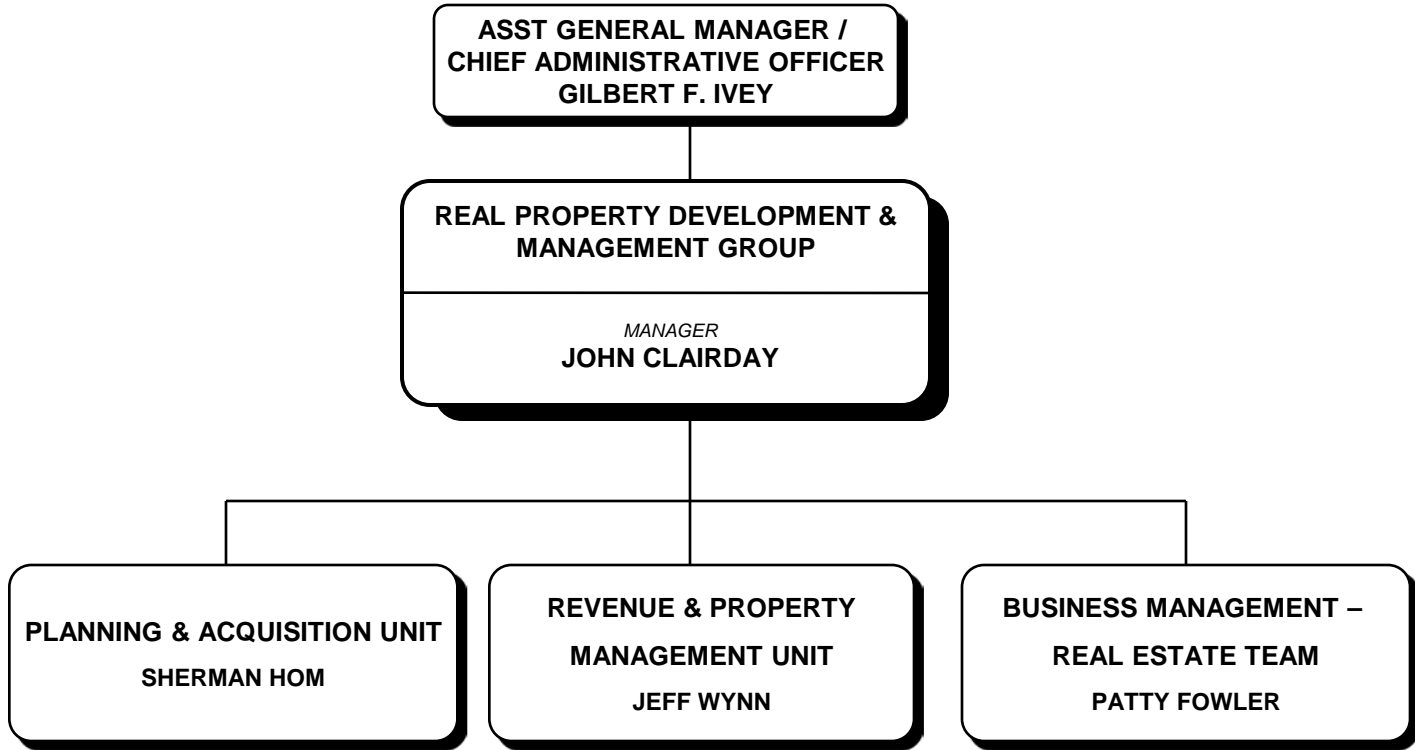 ASST GENERAL MANAGER /
CHIEF ADMINISTRATIVE OFFICER
GILBERT F. IVEY
REAL PROPERTY DEVELOPMENT &
MANAGEMENT GROUP
MANAGER
JOHN CLAIRDAY
PLANNING & ACQUISITION UNIT
SHERMAN HOM
REVENUE & PROPERTY
MANAGEMENT UNIT
JEFF WYNN
BUSINESS MANAGEMENT –
REAL ESTATE TEAM
PATTY FOWLER